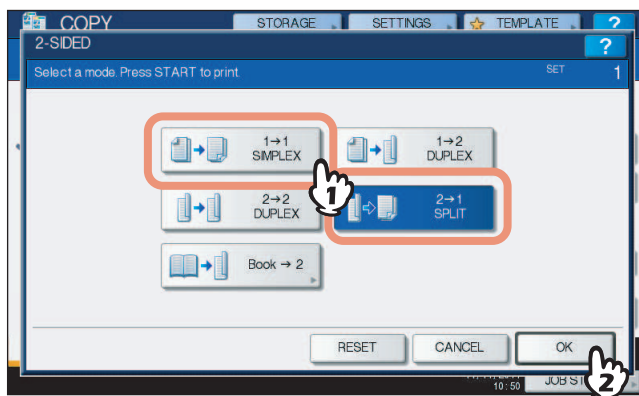 COPY STORAGE SETTINGS TEMPLATE ?
2-SIDED ?
Select a mode. Press START to print. SET 1
1→1 SIMPLEX
1→2 DUPLEX
1
2→2 DUPLEX
2→1 SPLIT
Book → 2
RESET CANCEL OK
2
10:50 JOB ST